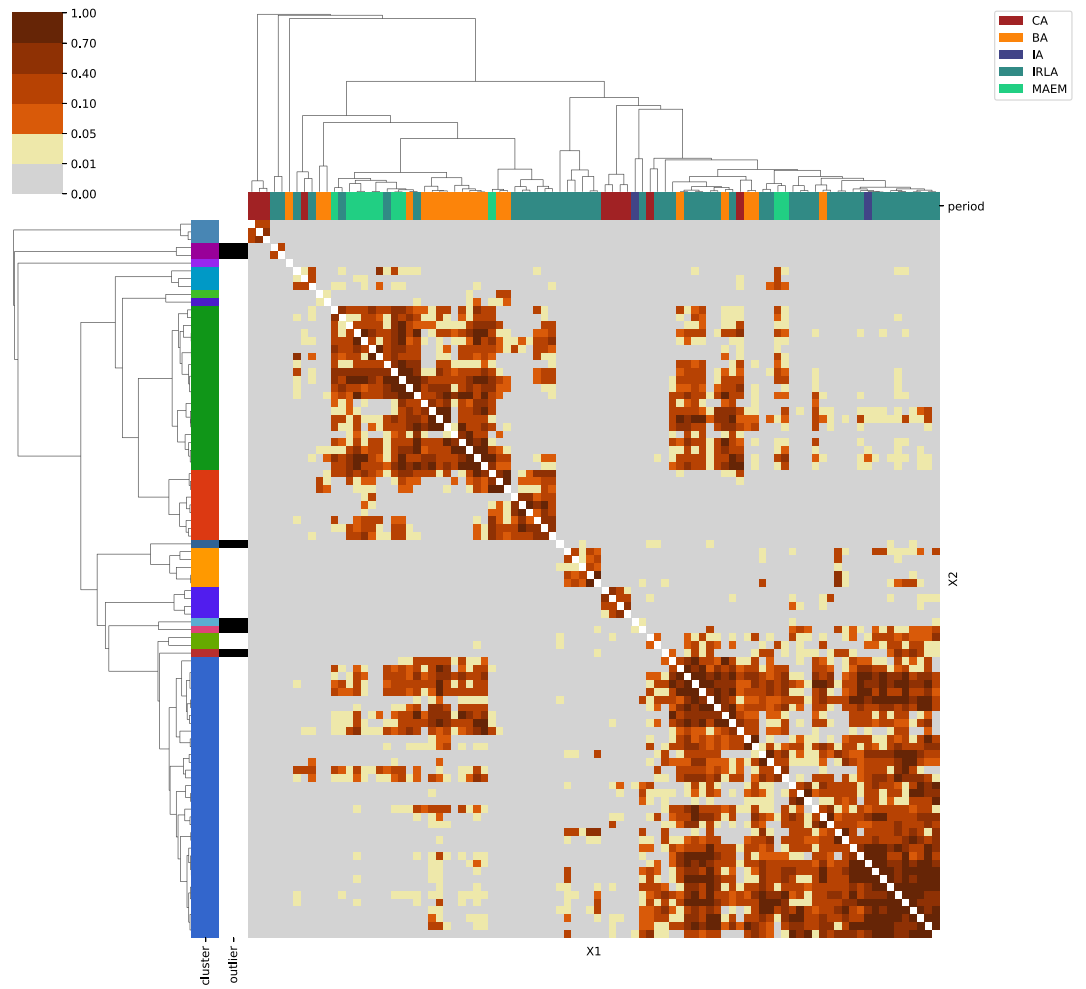 1.00
0.70
0.40
0.10
0.05
0.01
0.00
CA
BA
IA
IRLA
MAEM
period
X2
X1
cluster
outlier